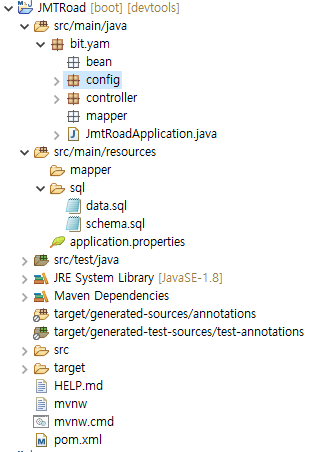 JMTRoad [boot] [devtools]
src/main/java
bit.yam
bean
config
controller
mapper
JmtRoadApplication.java
src/main/resources
mapper
sql
data.sql
schema.sql
application.properties
src/test/java
JRE System Library [JavaSE-1.8]
Maven Dependencies
target/generated-sources/annotations
target/generated-test-sources/test-annotations
src
target
HELP.md
mvnw
mvnw.cmd
pom.xml